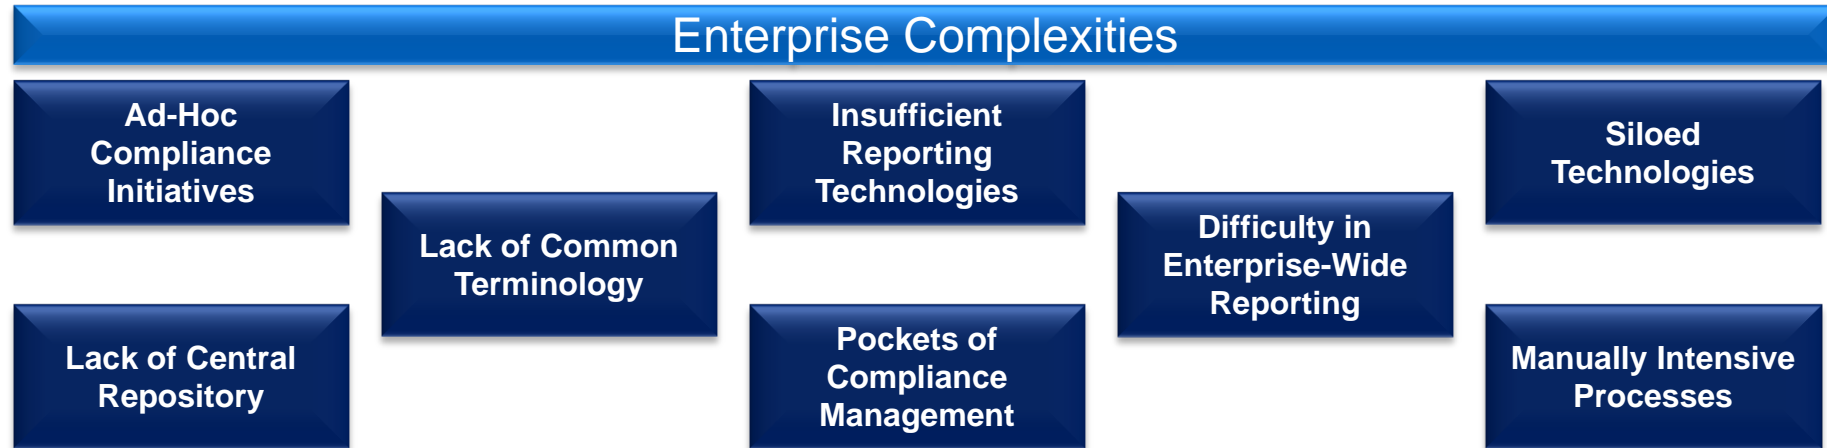 Enterprise Complexities
Ad-Hoc
Compliance
Initiatives
Insufficient
Reporting
Technologies
Siloed
Technologies
Lack of Common
Terminology
Difficulty in
Enterprise-Wide
Reporting
Lack of Central
Repository
Pockets of
Compliance
Management
Manually Intensive
Processes